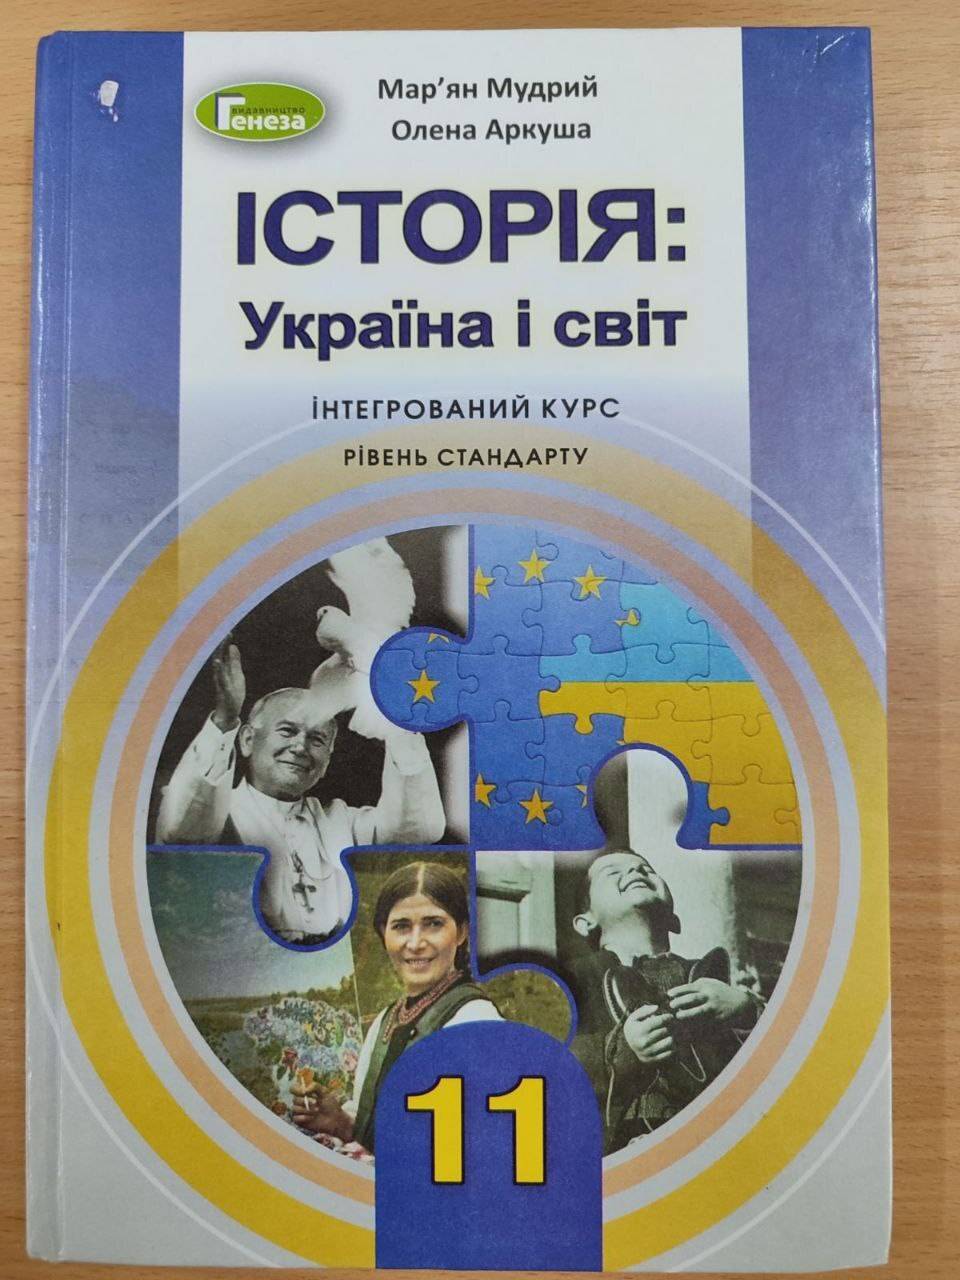 видавництво
Генеза
Мар’ян Мудрий
Олена Аркуша
ІСТОРІЯ:
Україна і світ
ІНТЕГРОВАНИЙ КУРС
РІВЕНЬ СТАНДАРТУ
11